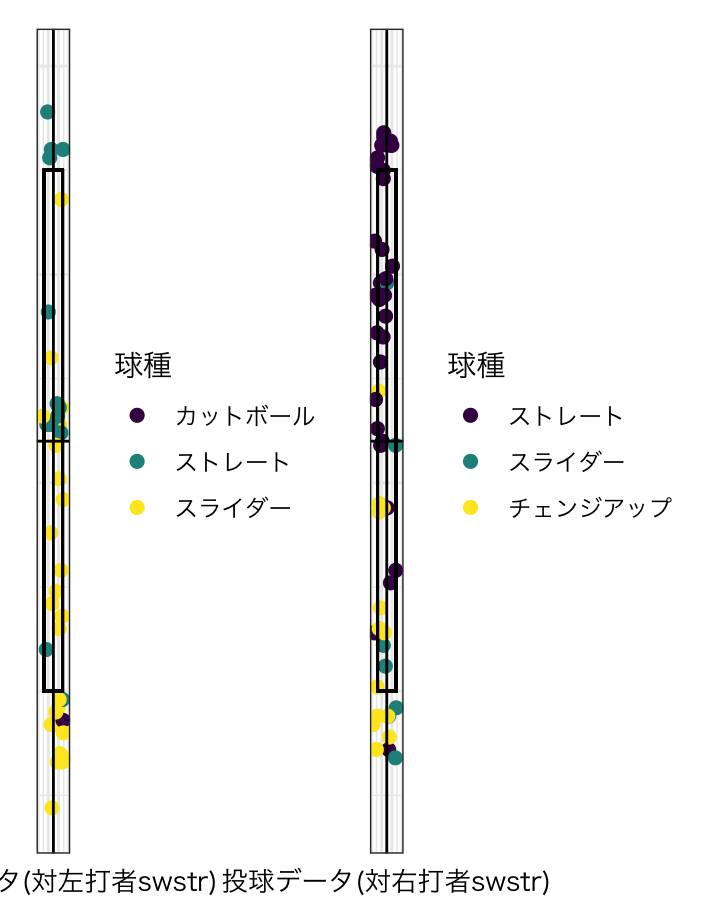 球種
カットボール
ストレート
スライダー
球種
ストレート
スライダー
チェンジアップ
タ(対左打者swstr)
投球データ(対右打者swstr)